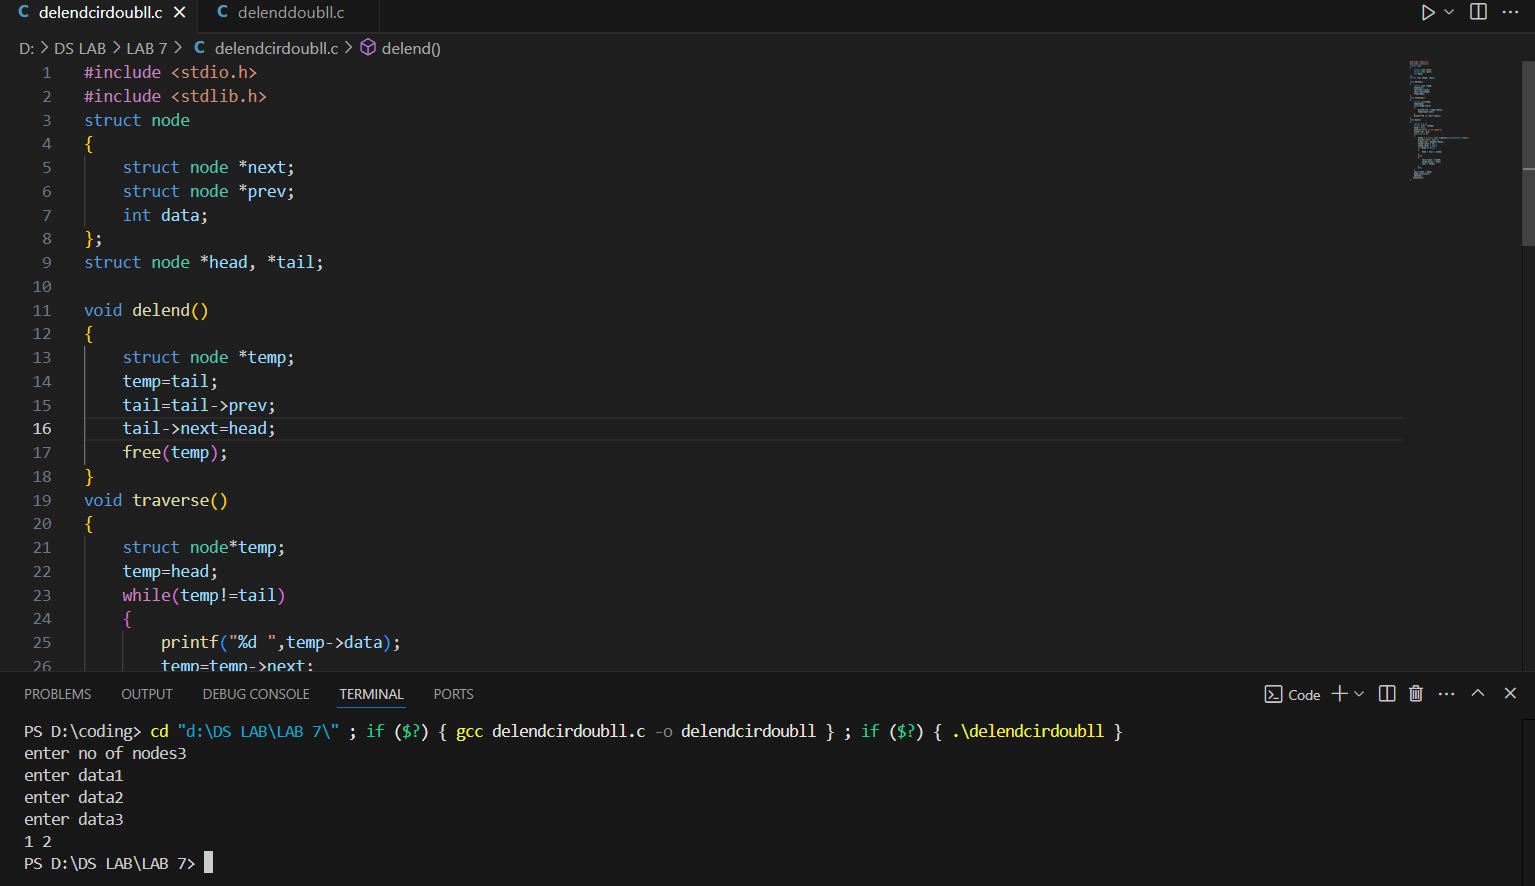 C delendcirdoubll.c × C delenddoubll.c
D: > DS LAB > LAB 7 > C delendcirdoubll.c > delend()
1 #include <stdio.h>
2 #include <stdlib.h>
3 struct node
4 {
5 struct node *next;
6 struct node *prev;
7 int data;
8 };
9 struct node *head, *tail;
10
11 void delend()
12 {
13 struct node *temp;
14 temp=tail;
15 tail=tail->prev;
16 tail->next=head;
17 free(temp);
18 }
19 void traverse()
20 {
21 struct node*temp;
22 temp=head;
23 while(temp!=tail)
24 {
25 printf("%d ",temp->data);
26 temp=temp->next;
PROBLEMS OUTPUT DEBUG CONSOLE TERMINAL PORTS Code
PS D:\coding> cd "d:\DS LAB\LAB 7\" ; if ($?) { gcc delendcirdoubll.c -o delendcirdoubll } ; if ($?) { .\delendcirdoubll }
enter no of nodes3
enter data1
enter data2
enter data3
1 2
PS D:\DS LAB\LAB 7>